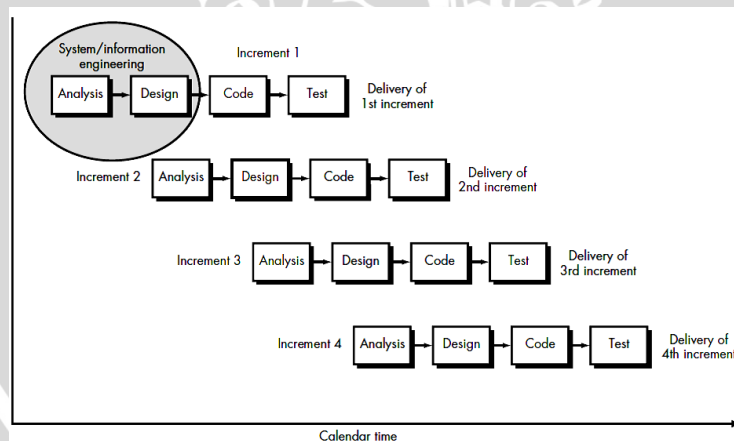 System/information
engineering
Increment 1
Analysis
Design
Code
Test
Delivery of
1st increment
Increment 2
Analysis
Design
Code
Test
Delivery of
2nd increment
Increment 3
Analysis
Design
Code
Test
Delivery of
3rd increment
Increment 4
Analysis
Design
Code
Test
Delivery of
4th increment
Calendar time